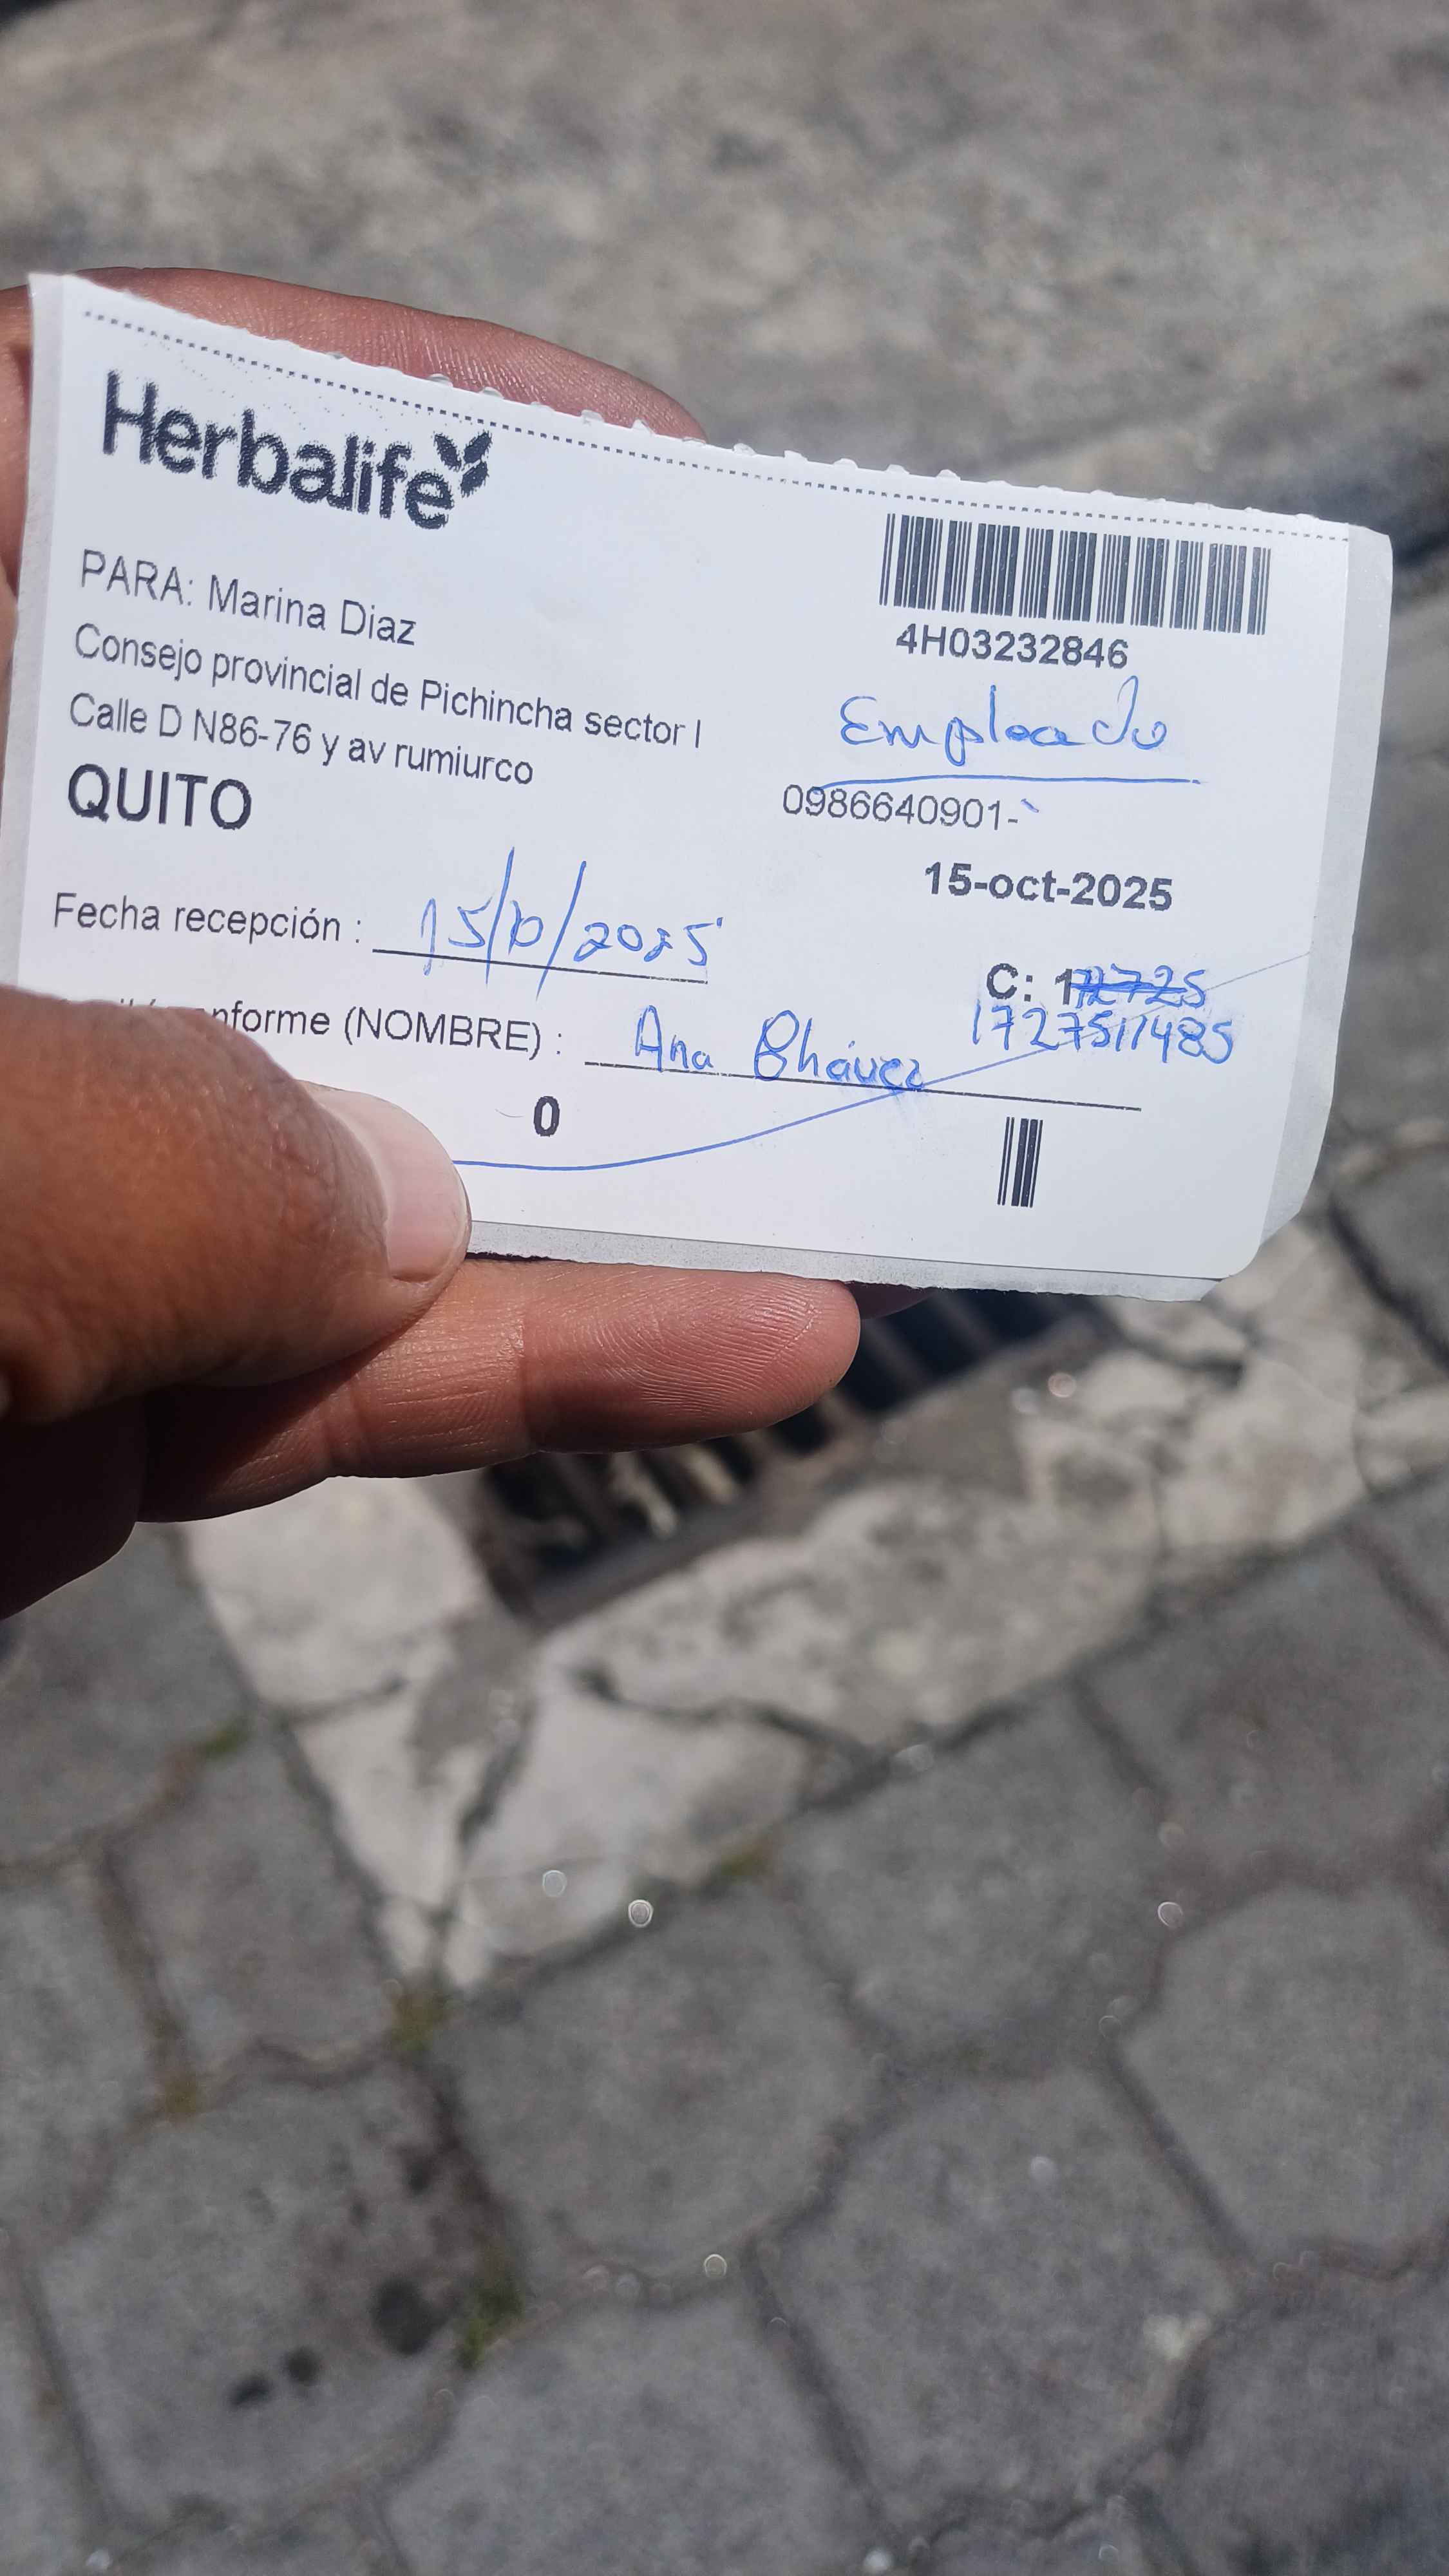 Herbalife
4H03232846
PARA: Marina Diaz
Empleado
Consejo provincial de Pichincha sector I
Calle D N86-76 y av rumiurco
0986640901-
QUITO
15-oct-2025
Fecha recepción : 15/10/2025
C: 172725
1727511485
nforme (NOMBRE) : Ana Chávez
0